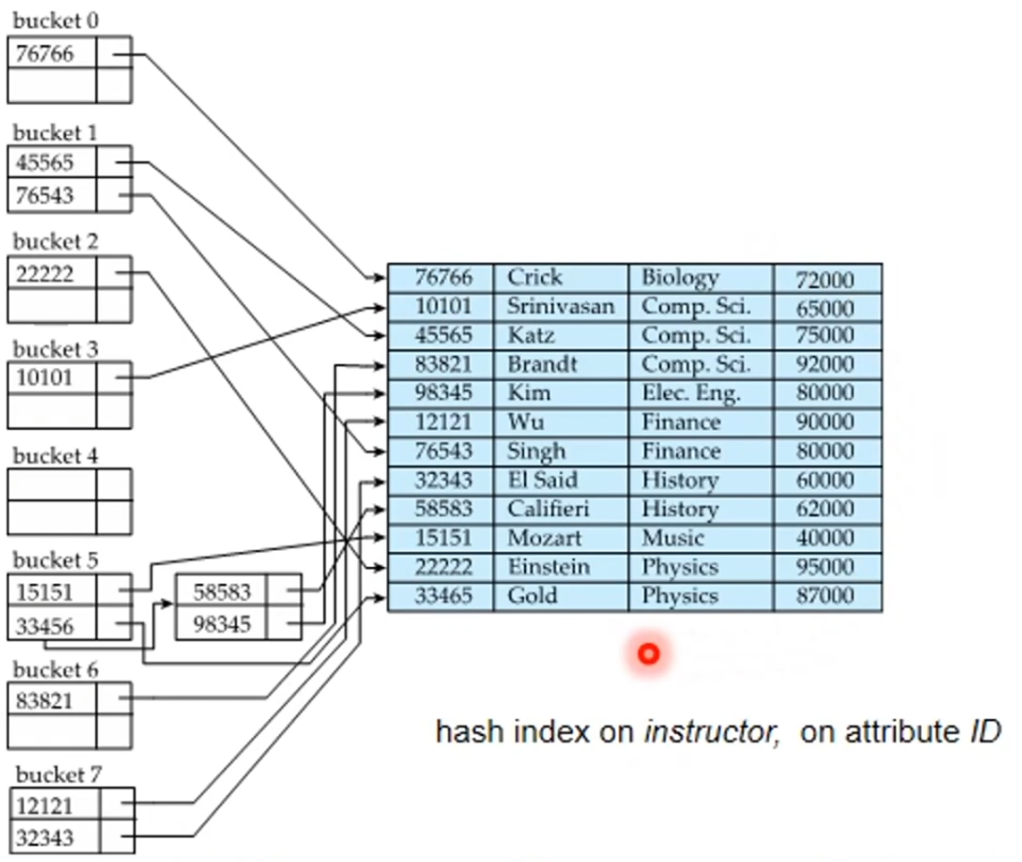 bucket 0
76766
bucket 1
45565
76543
bucket 2
22222
bucket 3
10101
bucket 4
bucket 5
15151
33456
58583
98345
bucket 6
83821
bucket 7
12121
32343
76766 Crick Biology 72000
10101 Srinivasan Comp. Sci. 65000
45565 Katz Comp. Sci. 75000
83821 Brandt Comp. Sci. 92000
98345 Kim Elec. Eng. 80000
12121 Wu Finance 90000
76543 Singh Finance 80000
32343 El Said History 60000
58583 Califieri History 62000
15151 Mozart Music 40000
22222 Einstein Physics 95000
33465 Gold Physics 87000
hash index on instructor, on attribute ID